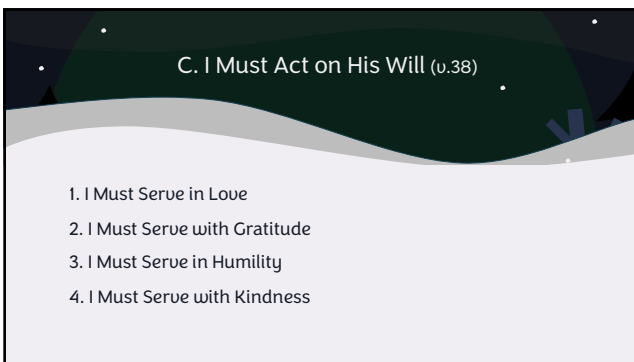 C. I Must Act on His Will (v.38)
1. I Must Serve in Love
2. I Must Serve with Gratitude
3. I Must Serve in Humility
4. I Must Serve with Kindness